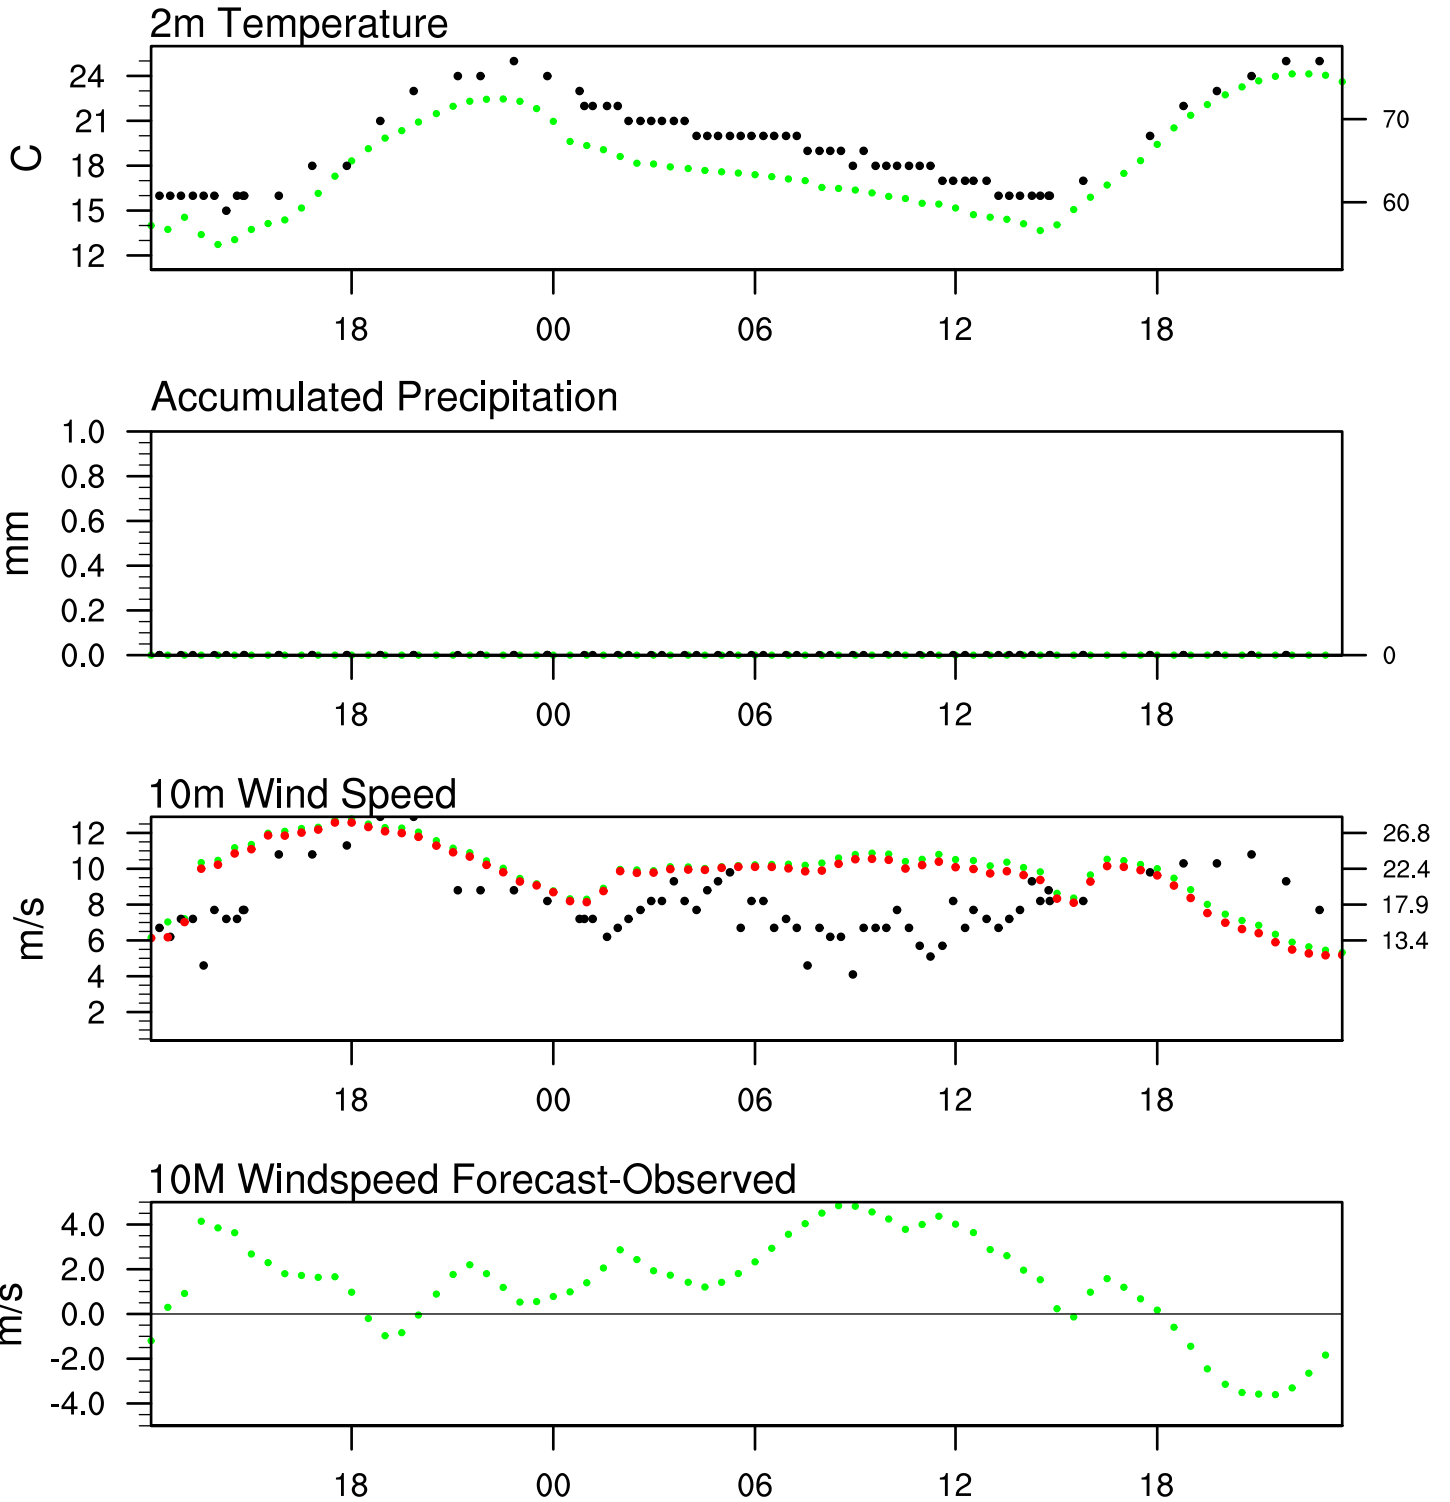 2m Temperature
24
21
18
15
12
C
70
60
18 00 06 12 18
Accumulated Precipitation
1.0
0.8
0.6
0.4
0.2
0.0
mm
0
18 00 06 12 18
10m Wind Speed
12
10
8
6
4
2
m/s
26.8
22.4
17.9
13.4
18 00 06 12 18
10M Windspeed Forecast-Observed
4.0
2.0
0.0
-2.0
-4.0
m/s
18 00 06 12 18